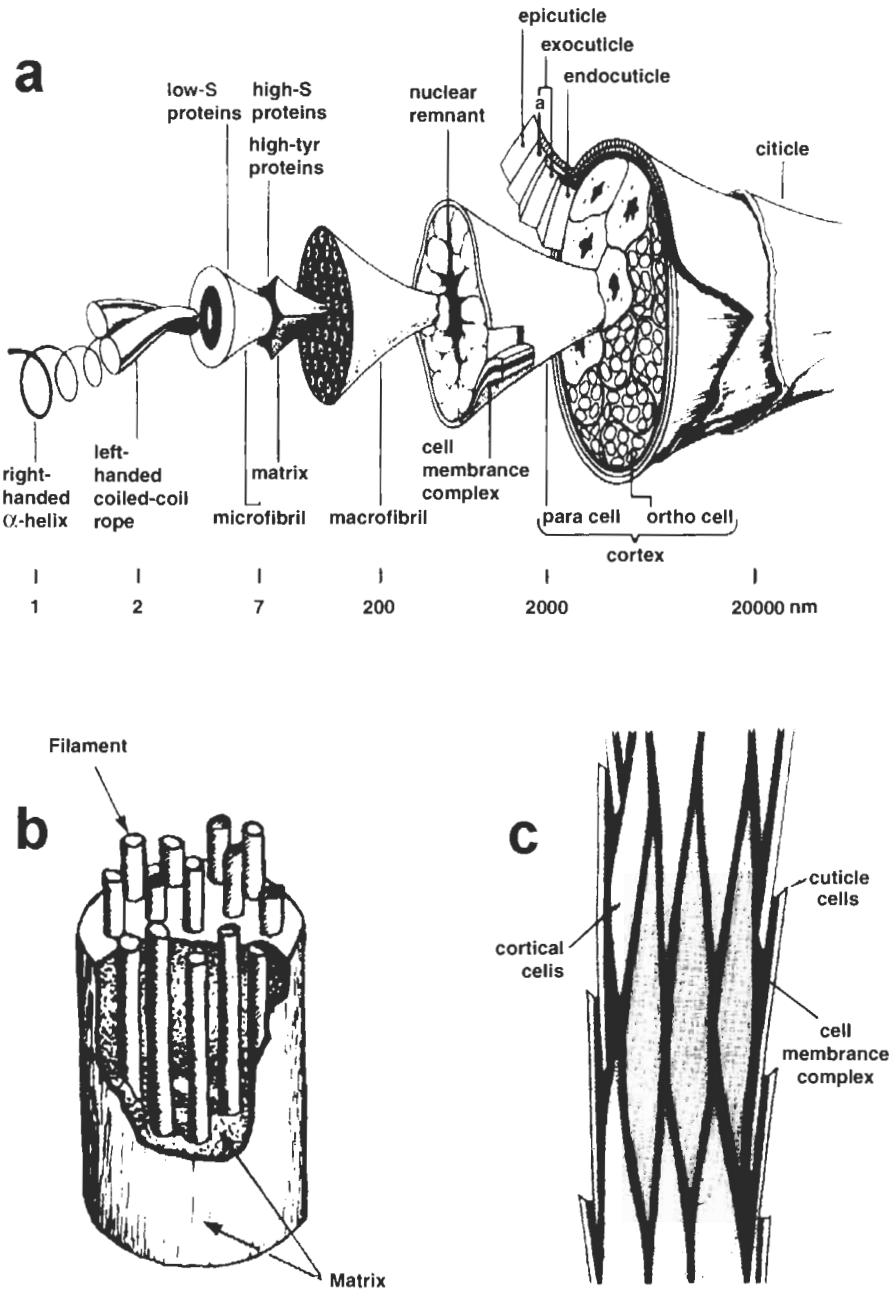 a
epicuticle
exocuticle
endocuticle
a
low-S
proteins
high-S
proteins
high-tyr
proteins
nuclear
remnant
citicle
right-
handed
α-helix
left-
handed
coiled-coil
rope
matrix
microfibril
macrofibril
cell
membrance
complex
para cell
ortho cell
cortex
1
2
7
200
2000
20000 nm
Filament
b
Matrix
c
cuticle
cells
cortical
celis
cell
membrance
complex